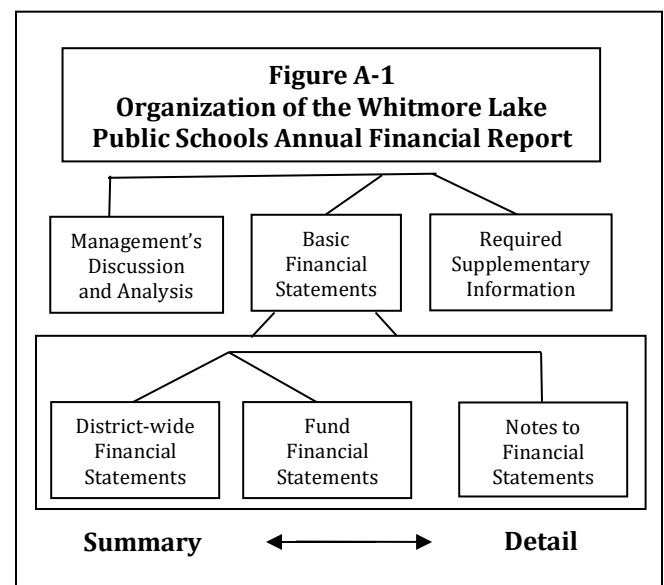 Figure A-1
Organization of the Whitmore Lake
Public Schools Annual Financial Report
Management’s
Discussion
and Analysis
Basic
Financial
Statements
Required
Supplementary
Information
District-wide
Financial
Statements
Fund
Financial
Statements
Notes to
Financial
Statements
Summary
Detail